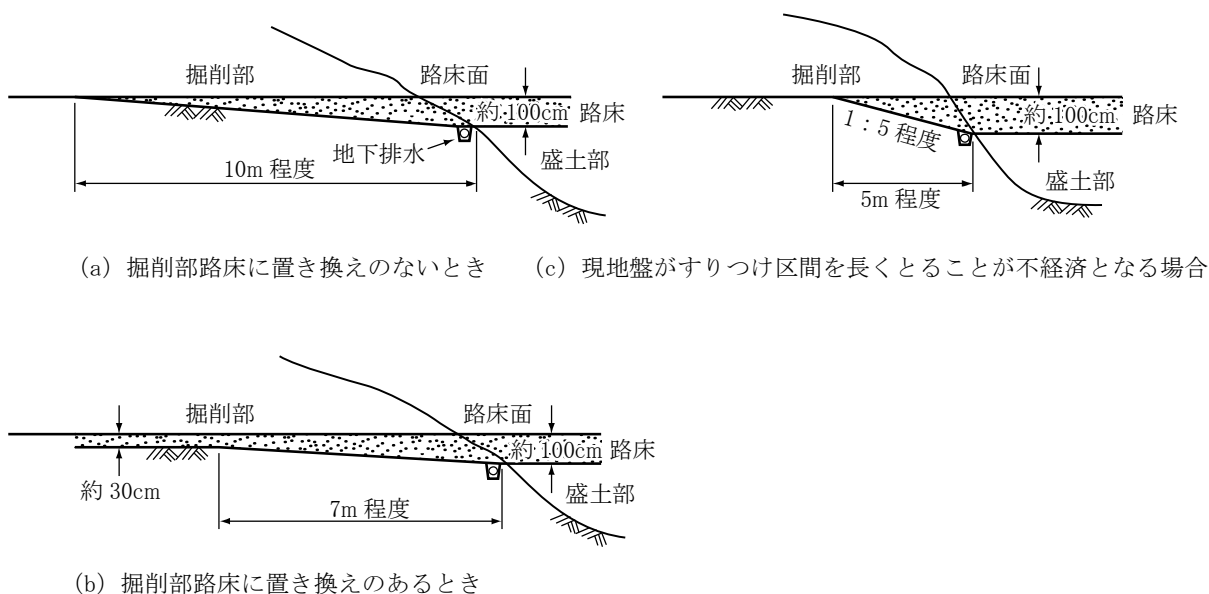 掘削部
路床面
約100cm 路床
地下排水
盛土部
10m 程度
(a) 掘削部路床に置き換えのないとき
掘削部
路床面
約100cm 路床
1：5 程度
盛土部
5m 程度
(c) 現地盤がすりつけ区間を長くとることが不経済となる場合
掘削部
路床面
約100cm 路床
約 30cm
盛土部
7m 程度
(b) 掘削部路床に置き換えのあるとき